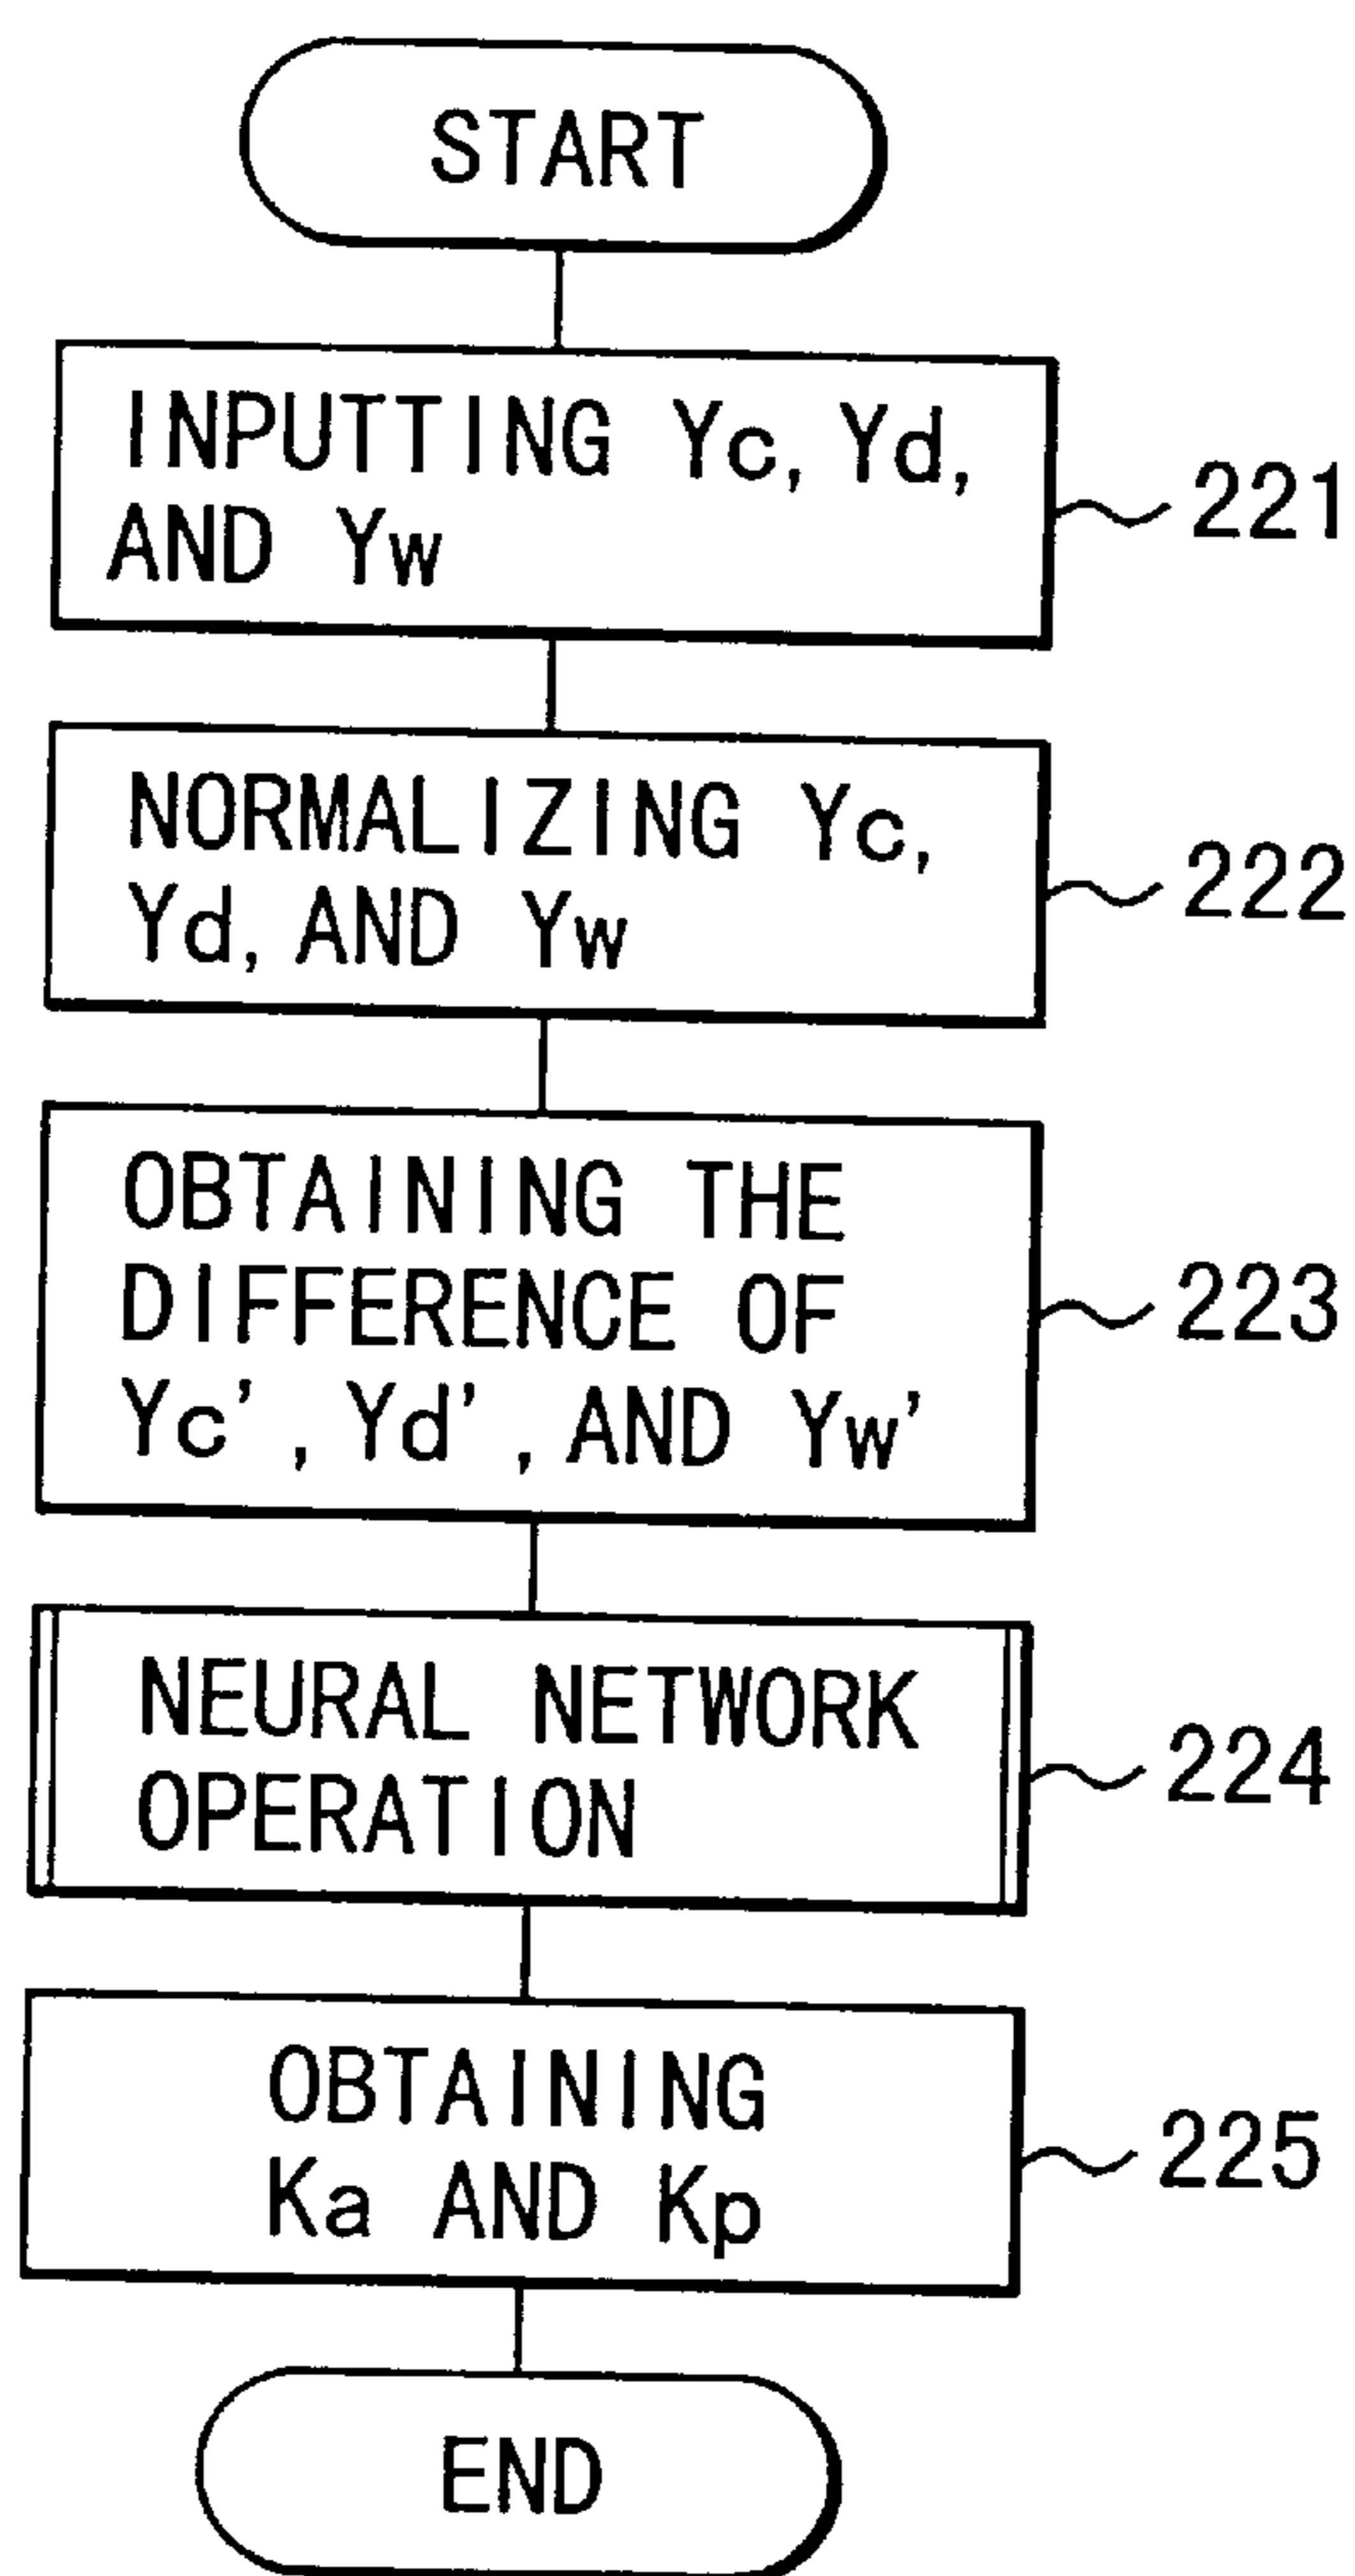 START
INPUTTING Yc, Yd,
AND Yw
221
NORMALIZING Yc,
Yd, AND Yw
222
OBTAINING THE
DIFFERENCE OF
Yc', Yd', AND Yw'
223
NEURAL NETWORK
OPERATION
224
OBTAINING
Ka AND Kp
225
END